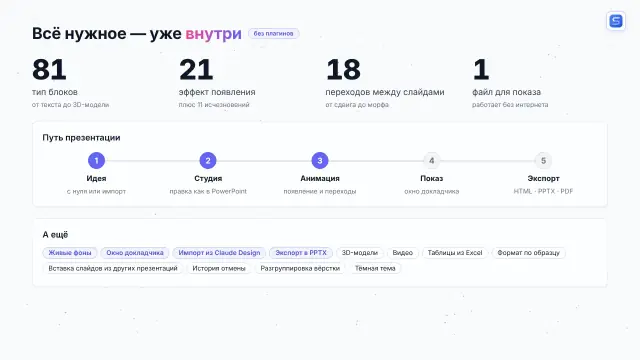 Всё нужное — уже внутри
без плагинов
81
21
18
1
тип блоков
эффект появления
переходов между слайдами
файл для показа
от текста до 3D-модели
плюс 11 исчезновений
от сдвига до морфа
работает без интернета
Путь презентации
1
2
3
4
5
Идея
Студия
Анимация
Показ
Экспорт
с нуля или импорт
правка как в PowerPoint
появление и переходы
окно докладчика
HTML · PPTX · PDF
А ещё
Живые фоны
Окно докладчика
Импорт из Claude Design
Экспорт в PPTX
3D-модели
Видео
Таблицы из Excel
Формат по образцу
Вставка слайдов из других презентаций
История отмены
Разгруппировка вёрстки
Тёмная тема
S